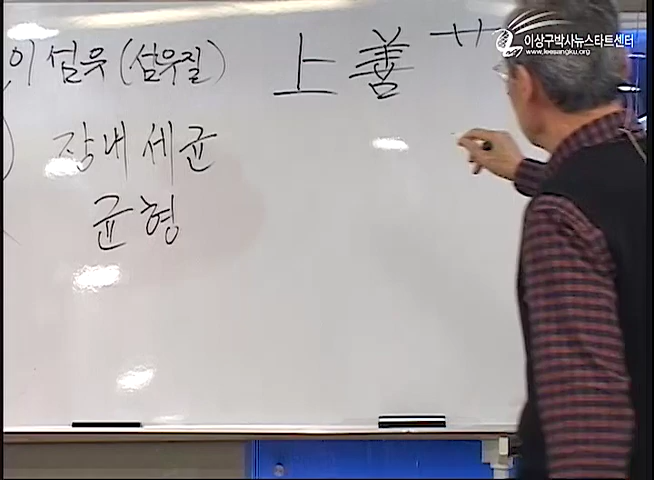 이상구박사뉴스타트센터
www.leesangku.org
이섬유(섬유질)
上善
장내세균
균형